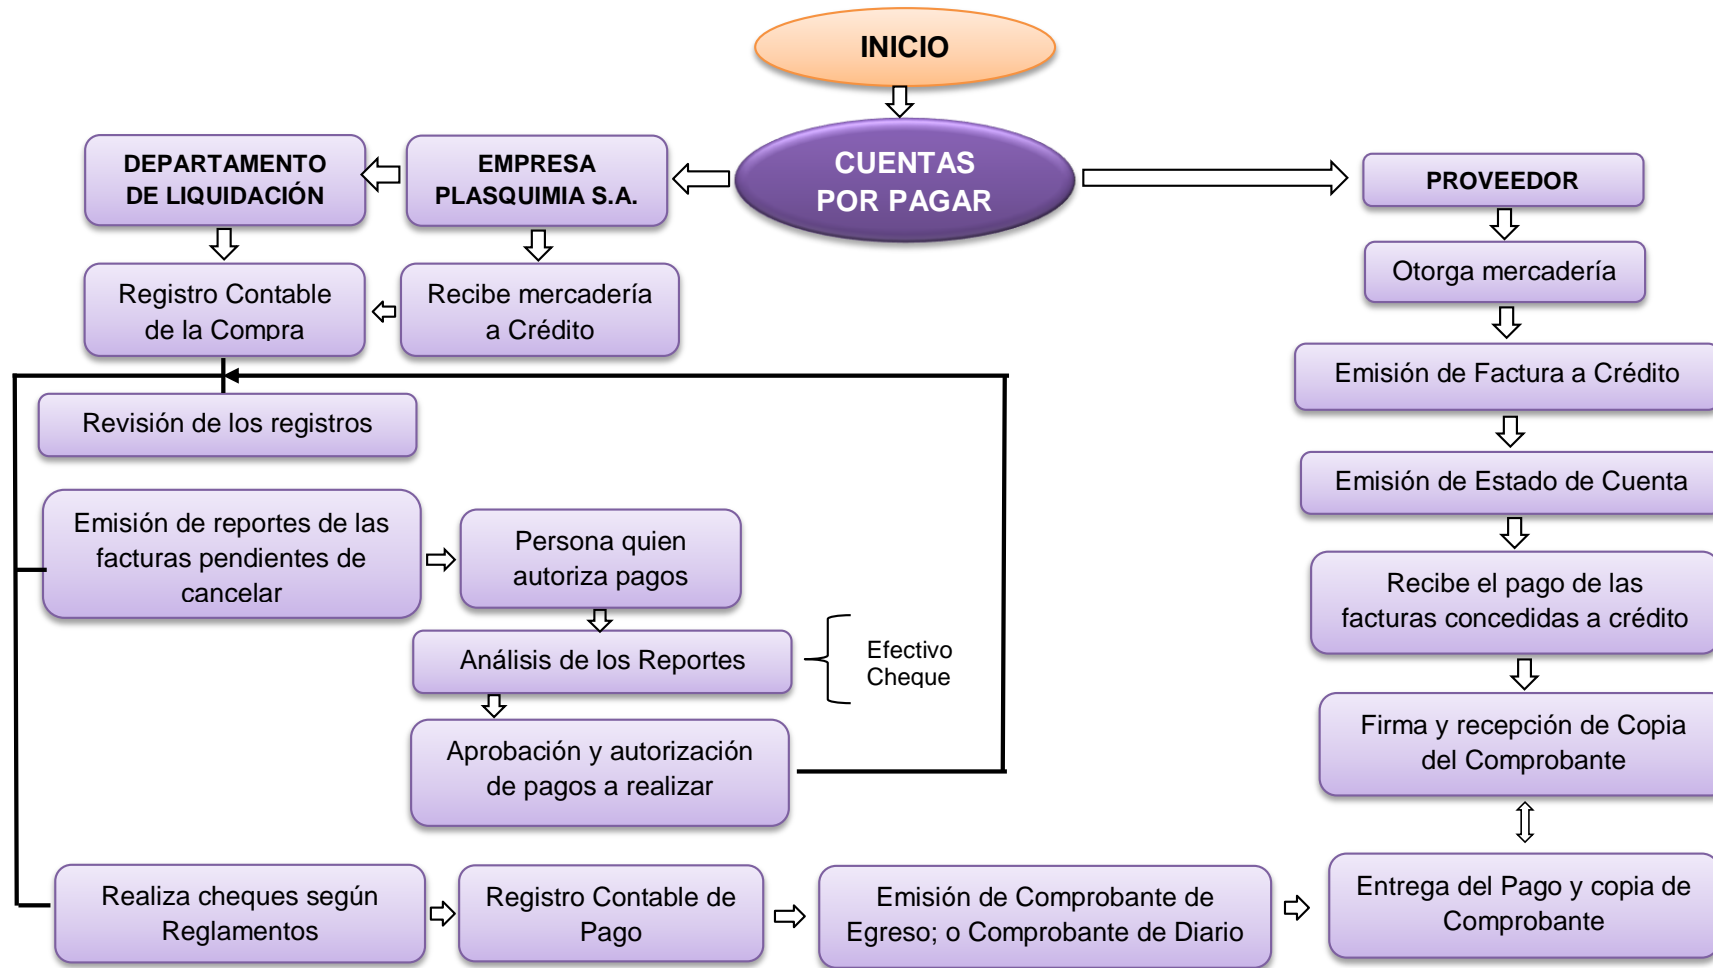 INICIO
CUENTAS
POR PAGAR
DEPARTAMENTO
DE LIQUIDACIÓN
EMPRESA
PLASQUIMIA S.A.
PROVEEDOR
Registro Contable
de la Compra
Recibe mercadería
a Crédito
Otorga mercadería
Emisión de Factura a Crédito
Revisión de los registros
Emisión de Estado de Cuenta
Emisión de reportes de las
facturas pendientes de
cancelar
Persona quien
autoriza pagos
Recibe el pago de las
facturas concedidas a crédito
Análisis de los Reportes
Efectivo
Cheque
Aprobación y autorización
de pagos a realizar
Firma y recepción de Copia
del Comprobante
Realiza cheques según
Reglamentos
Registro Contable de
Pago
Emisión de Comprobante de
Egreso; o Comprobante de Diario
Entrega del Pago y copia de
Comprobante